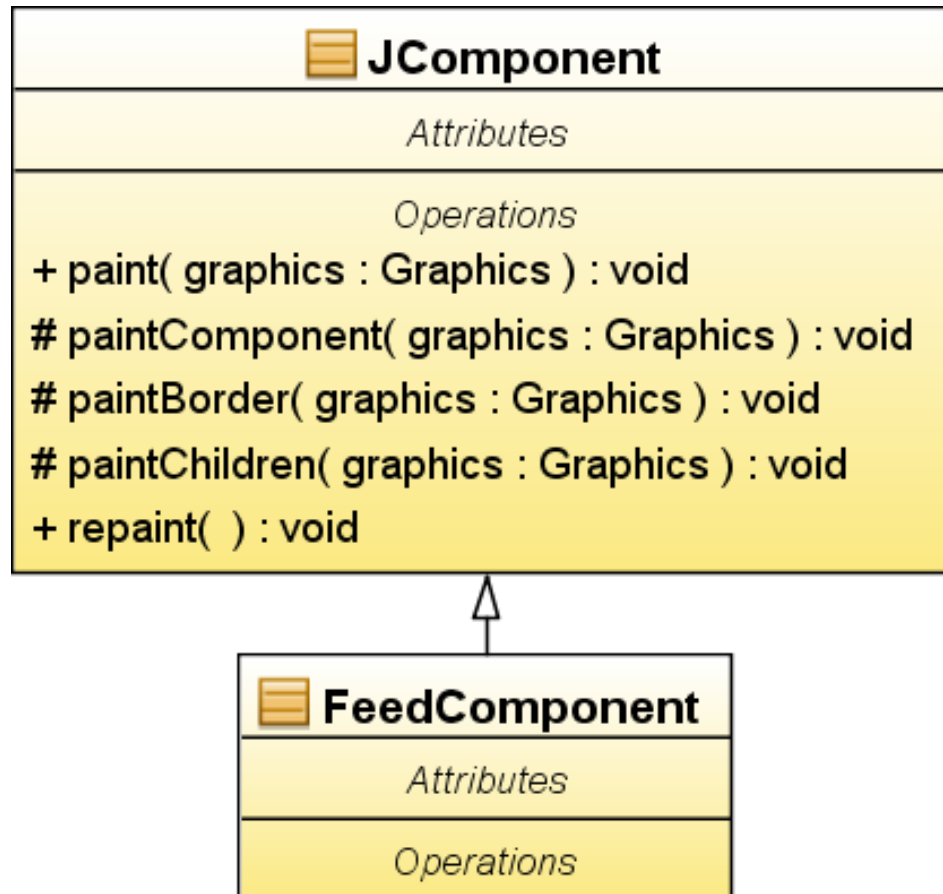 JComponent
Attributes
Operations
+ paint( graphics : Graphics ) : void
# paintComponent( graphics : Graphics ) : void
# paintBorder( graphics : Graphics ) : void
# paintChildren( graphics : Graphics ) : void
+ repaint(  ) : void
FeedComponent
Attributes
Operations